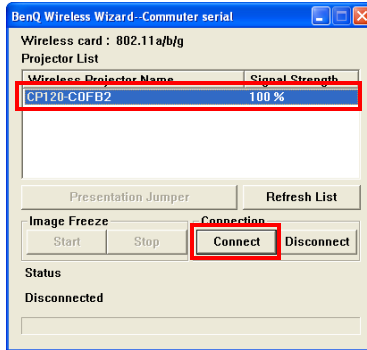 BenQ Wireless Wizard--Commuter serial
Wireless card : 802.11a/b/g
Projector List
Wireless Projector Name Signal Strength
CP120-C0FB2 100 %
Presentation Jumper Refresh List
Image Freeze Connection
Start Stop Connect Disconnect
Status
Disconnected